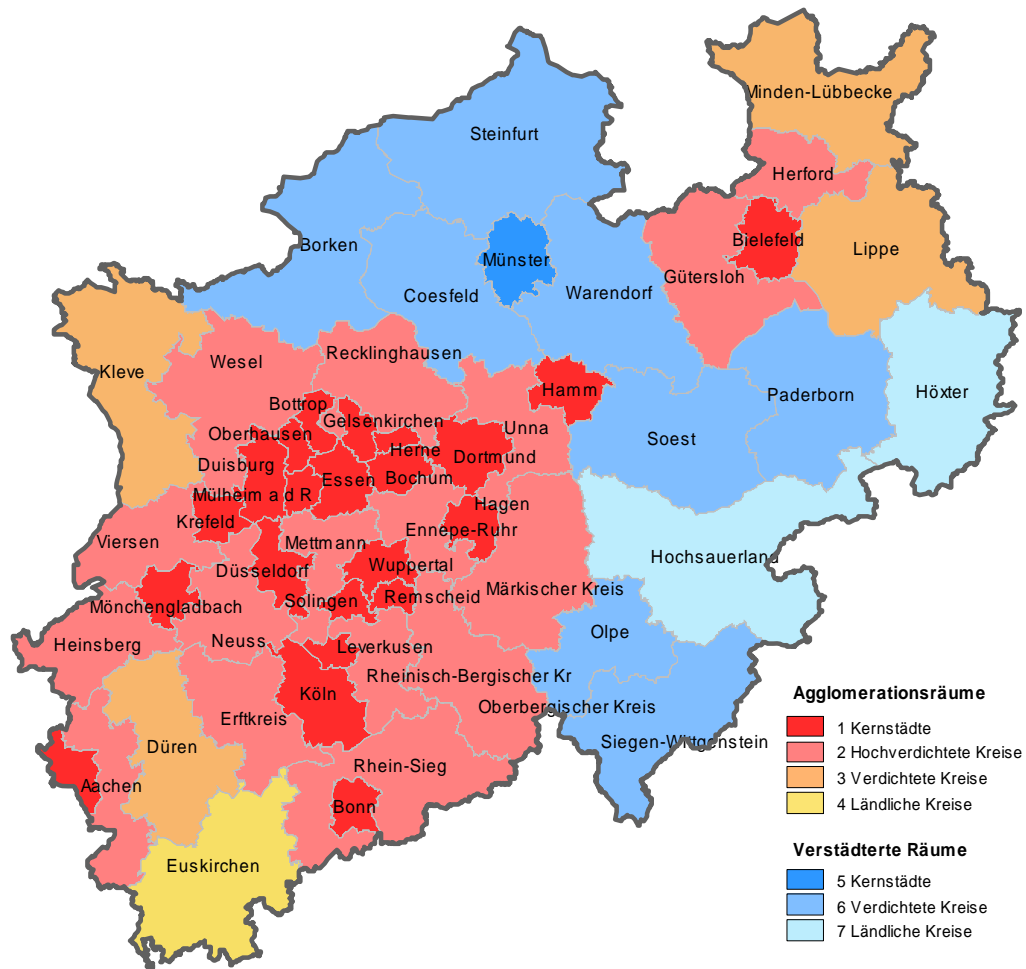 Minden-Lübbecke
Steinfurt
Herford
Bielefeld
Lippe
Borken
Münster
Gütersloh
Coesfeld
Warendorf
Recklinghausen
Wesel
Kleve
Hamm
Paderborn
Höxter
Bottrop
Gelsenkirchen
Unna
Oberhausen
Herne
Soest
Duisburg
Dortmund
Essen
Bochum
Mülheim a d R
Hagen
Krefeld
Ennepe-Ruhr
Viersen
Mettmann
Hochsauerland
Düsseldorf
Wuppertal
Märkischer Kreis
Mönchengladbach
Solingen
Remscheid
Olpe
Heinsberg
Neuss
Leverkusen
Rheinisch-Bergischer Kr
Köln
Oberbergischer Kreis
Erftkreis
Siegen-Wittgenstein
Düren
Rhein-Sieg
Aachen
Bonn
Euskirchen
Agglomerationsräume
1 Kernstädte
2 Hochverdichtete Kreise
3 Verdichtete Kreise
4 Ländliche Kreise
Verstädterte Räume
5 Kernstädte
6 Verdichtete Kreise
7 Ländliche Kreise